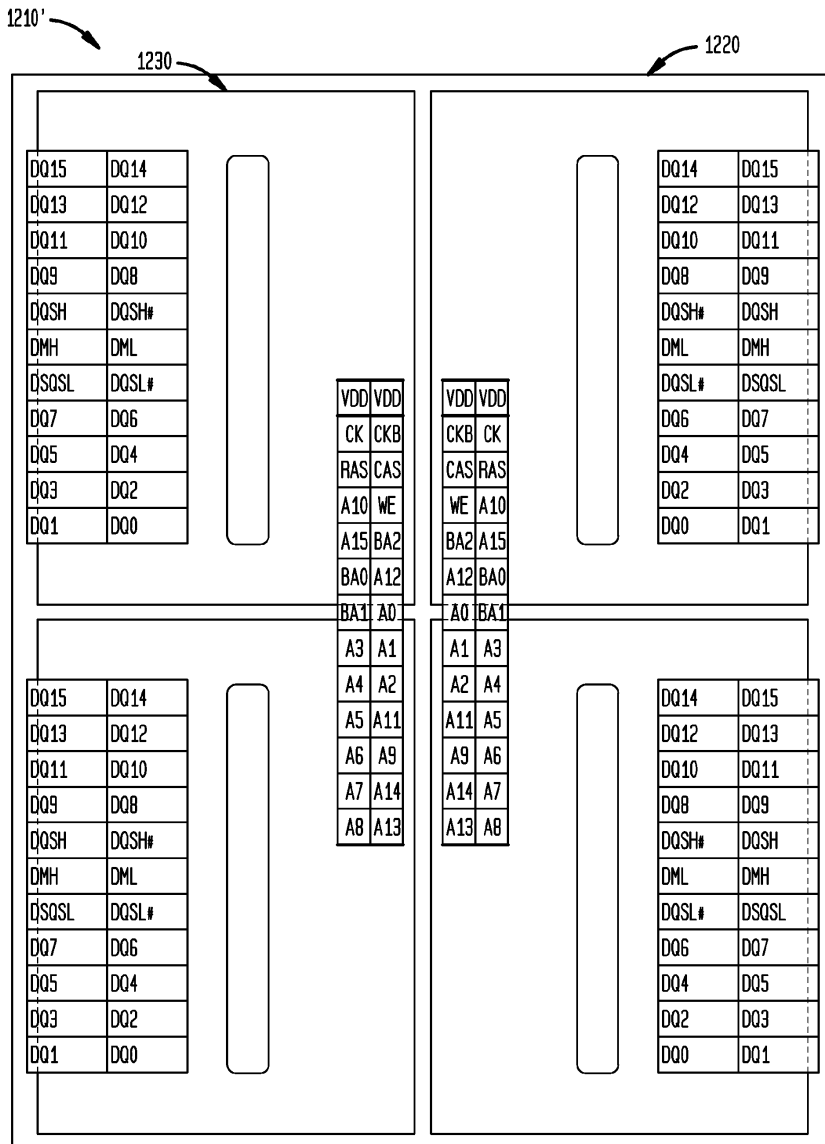 1210'
1230
1220
DQ15 DQ14 DQ14 DQ15
DQ13 DQ12 DQ12 DQ13
DQ11 DQ10 DQ10 DQ11
DQ9 DQ8 DQ8 DQ9
DQSH DQSH# DQSH# DQSH
DMH DML DML DMH
DSQSL DQSL# VDD VDD VDD VDD DQSL# DSQSL
DQ7 DQ6 CK CKB CKB CK DQ6 DQ7
DQ5 DQ4 RAS CAS CAS RAS DQ4 DQ5
DQ3 DQ2 A10 WE WE A10 DQ2 DQ3
DQ1 DQ0 A15 BA2 BA2 A15 DQ0 DQ1
BA0 A12 A12 BA0
BA1 A0 A0 BA1
A3 A1 A1 A3
DQ15 DQ14 A4 A2 A2 A4 DQ14 DQ15
DQ13 DQ12 A5 A11 A11 A5 DQ12 DQ13
DQ11 DQ10 A6 A9 A9 A6 DQ10 DQ11
DQ9 DQ8 A7 A14 A14 A7 DQ8 DQ9
DQSH DQSH# A8 A13 A13 A8 DQSH# DQSH
DMH DML DML DMH
DSQSL DQSL# DQSL# DSQSL
DQ7 DQ6 DQ6 DQ7
DQ5 DQ4 DQ4 DQ5
DQ3 DQ2 DQ2 DQ3
DQ1 DQ0 DQ0 DQ1